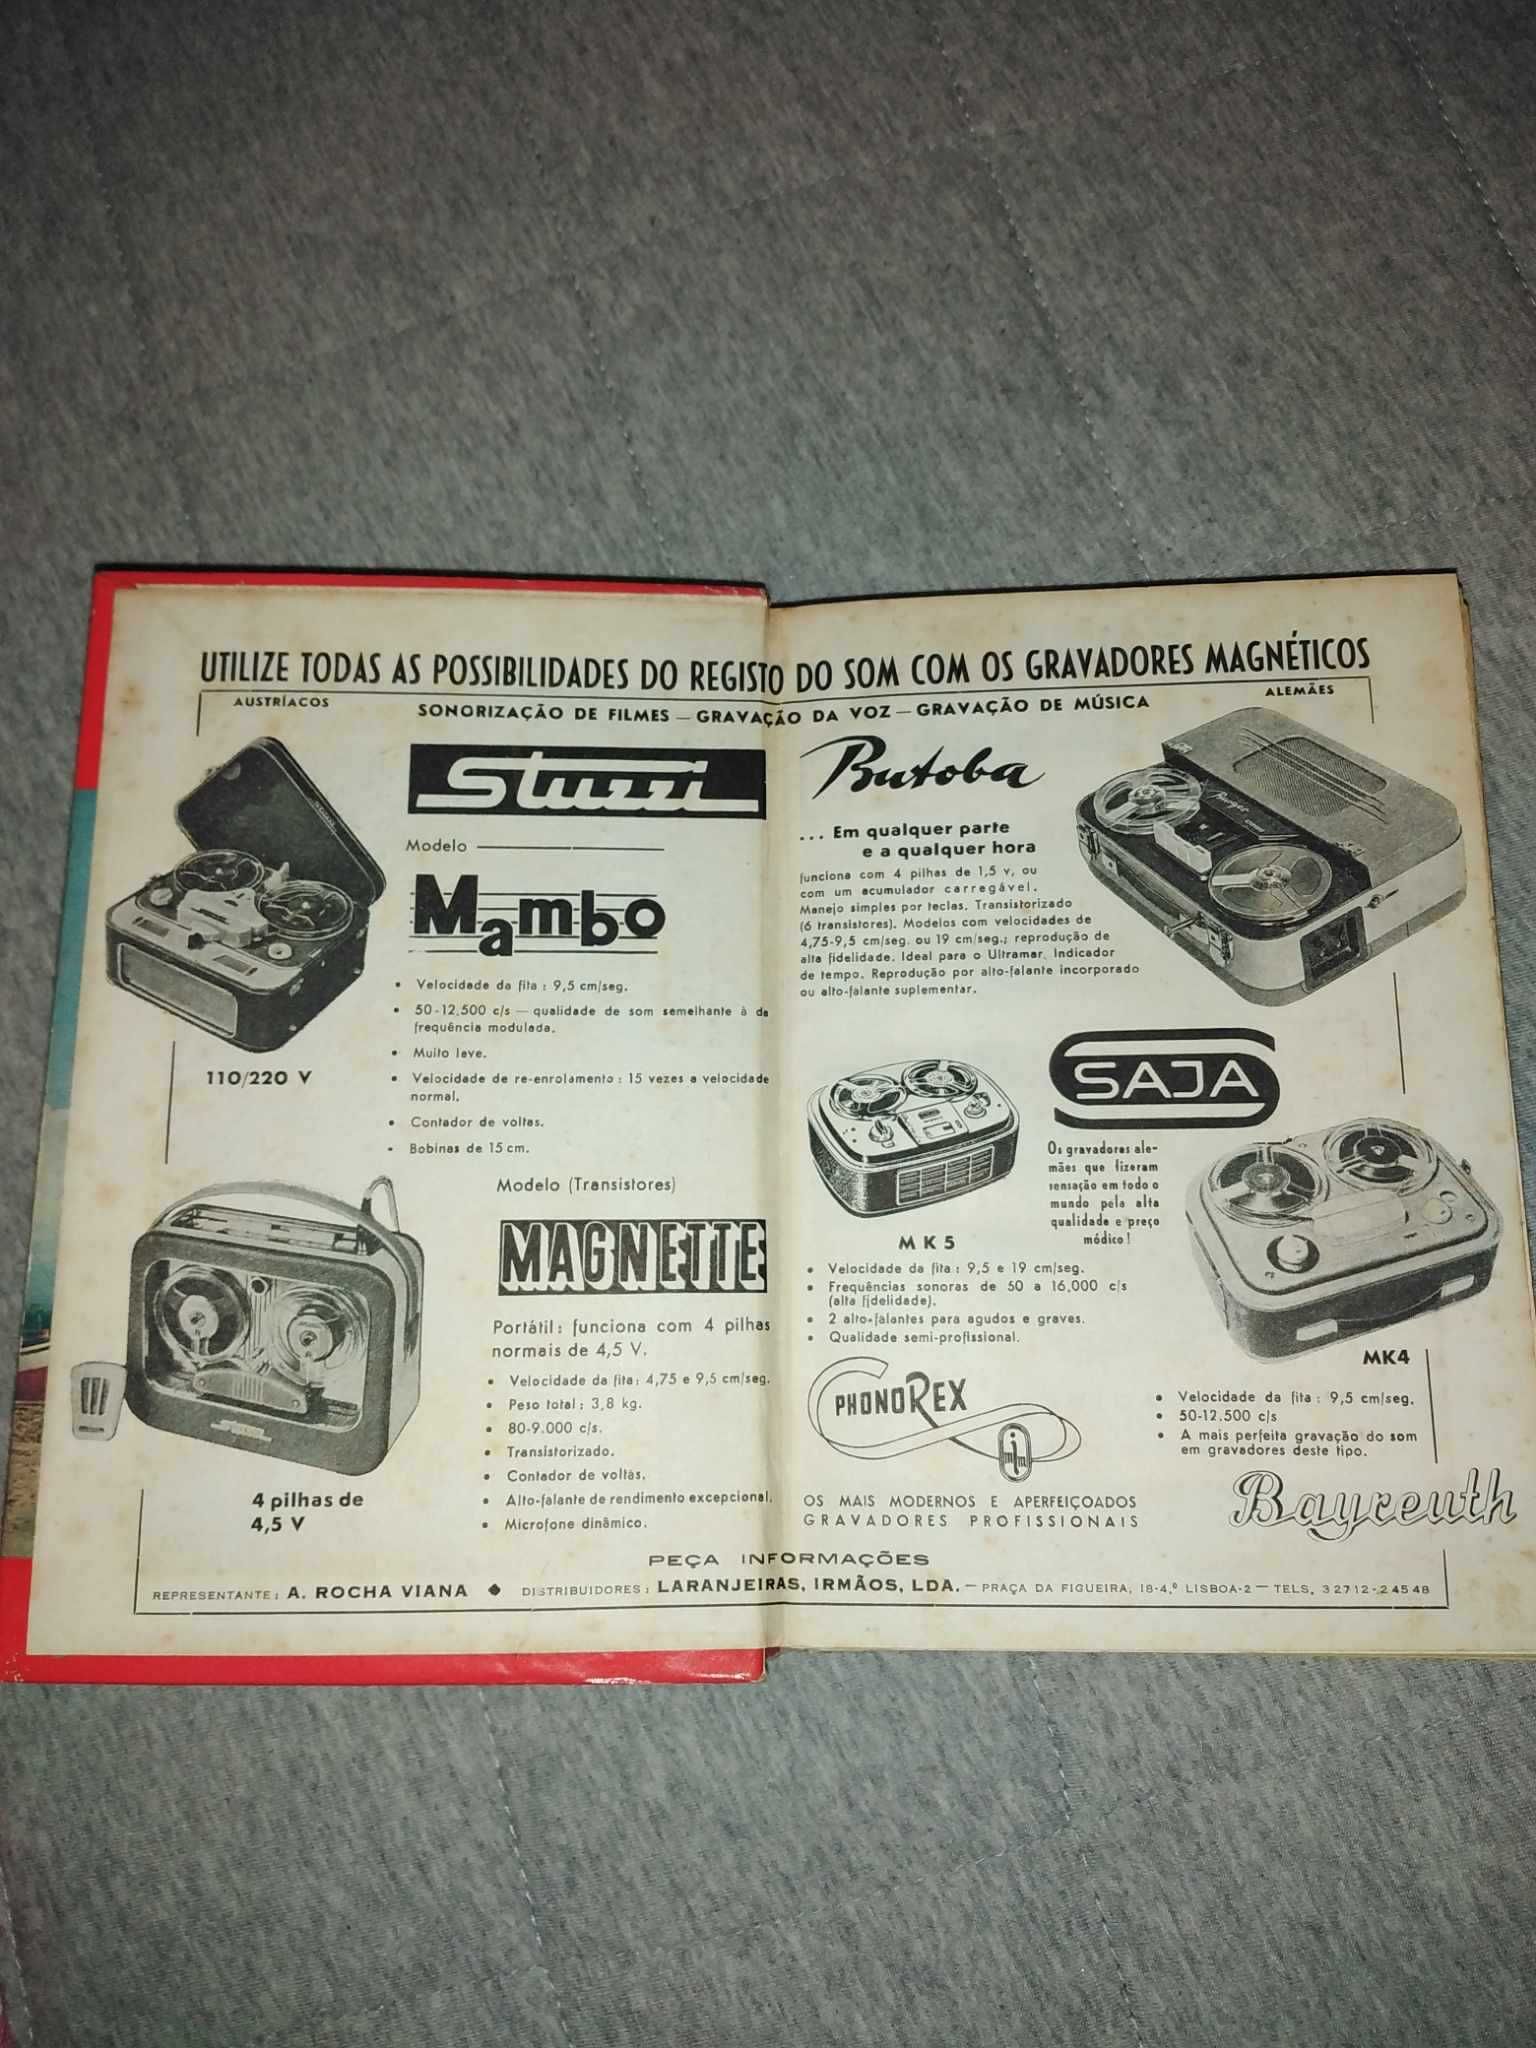 UTILIZE TODAS AS POSSIBILIDADES DO REGISTO DO SOM COM OS GRAVADORES MAGNÉTICOS
AUSTRÍACOS
SONORIZAÇÃO DE FILMES — GRAVAÇÃO DA VOZ — GRAVAÇÃO DE MÚSICA
ALEMÃES
Stuzzi
Modelo
Mambo
• Velocidade da fita : 9,5 cm/seg.
• 50-12.500 c/s — qualidade de som semelhante à da
frequência modulada.
• Muito leve.
• Velocidade de re-enrolamento : 15 vezes a velocidade
normal.
• Contador de voltas.
- Bobinas de 15 cm.
110/220 V
Modelo (Transistores)
MAGNETTE
Portátil: funciona com 4 pilhas
normais de 4,5 V.
• Velocidade da fita: 4,75 e 9,5 cm/seg.
• Peso total : 3,8 kg.
• 80-9.000 c/s.
• Transistorizado.
• Contador de voltas.
• Alto-falante de rendimento excepcional.
• Microfone dinâmico.
4 pilhas de
4,5 V
Butoba
... Em qualquer parte
e a qualquer hora
funciona com 4 pilhas de 1,5 v, ou
com um acumulador carregável.
Manejo simples por teclas. Transistorizado
(6 transistores). Modelos com velocidades de
4,75-9,5 cm/seg. ou 19 cm/seg.; reprodução de
alta fidelidade. Ideal para o Ultramar. Indicador
de tempo. Reprodução por alto-falante incorporado
ou alto-falante suplementar.
SAJA
Os gravadores ale-
mães que fizeram
sensação em todo o
mundo pela alta
qualidade e preço
módico !
MK5
• Velocidade da fita : 9,5 e 19 cm/seg.
• Frequências sonoras de 50 a 16,000 c/s
(alta fidelidade).
• 2 alto-falantes para agudos e graves.
• Qualidade semi-profissional.
MK4
• Velocidade da fita : 9,5 cm/seg.
• 50-12.500 c/s
• A mais perfeita gravação do som
em gravadores deste tipo.
PHONOREX
OS MAIS MODERNOS E APERFEIÇOADOS
GRAVADORES PROFISSIONAIS
Bayreuth
PEÇA INFORMAÇÕES
REPRESENTANTE : A. ROCHA VIANA ◆ DISTRIBUIDORES : LARANJEIRAS, IRMÃOS, LDA. — PRAÇA DA FIGUEIRA, 18-4.º LISBOA-2 — TELS. 32712-24548